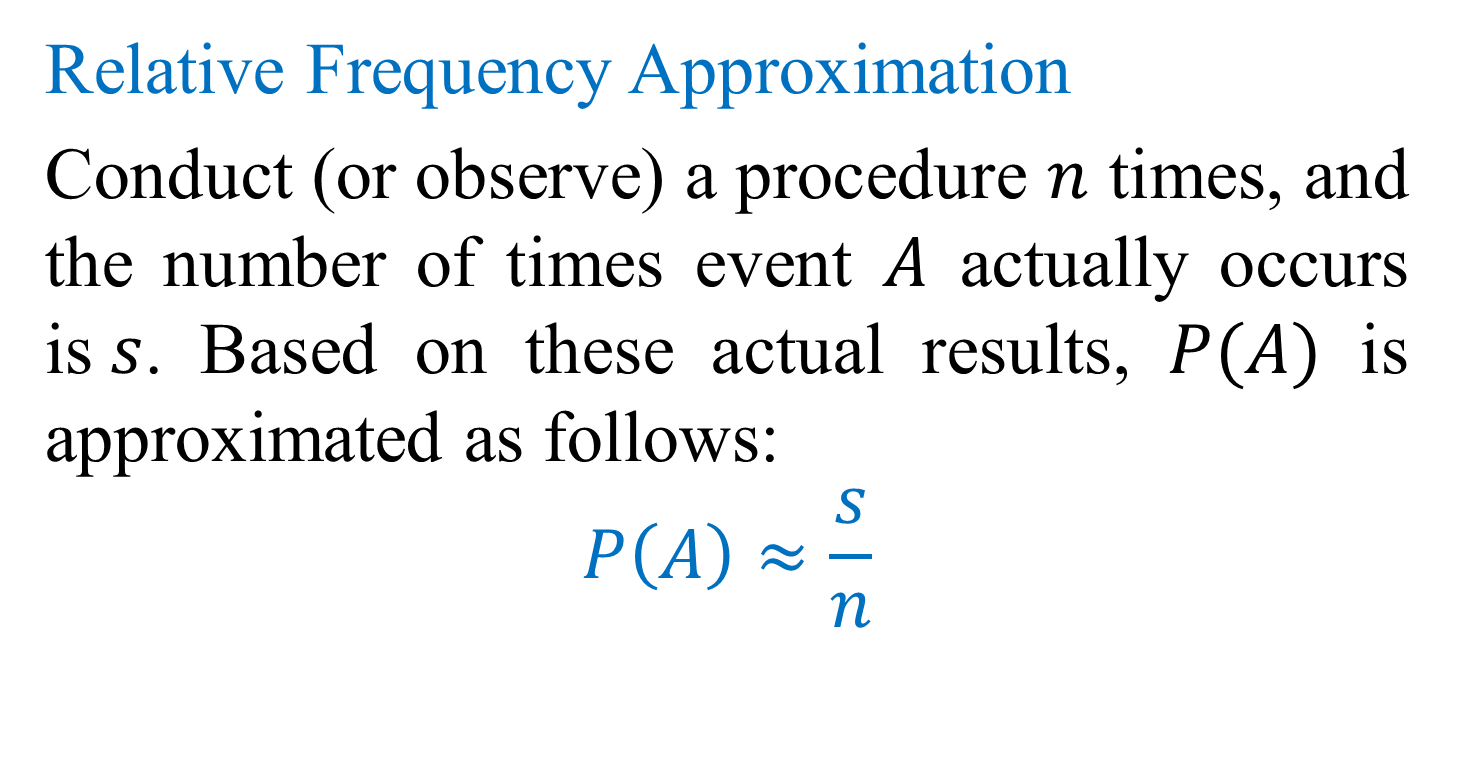 Relative Frequency Approximation
Conduct (or observe) a procedure n times, and
the number of times event A actually occurs
is s. Based on these actual results, P(A) is
approximated as follows:
P(A) ≈ s/n